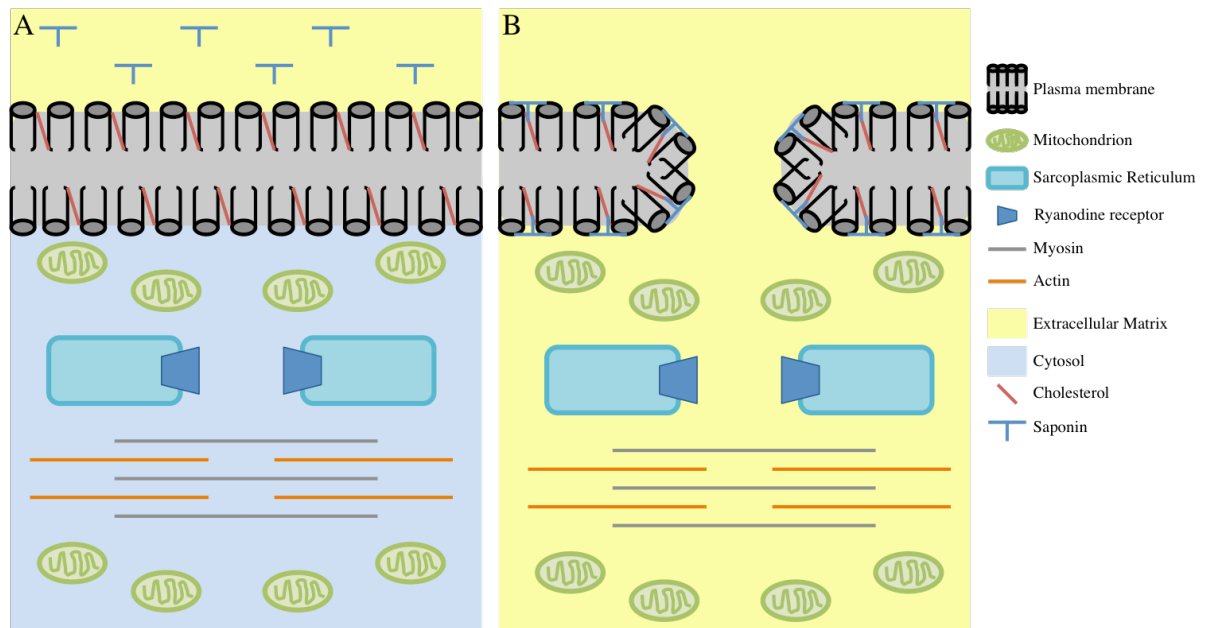 A
B
Plasma membrane
Mitochondrion
Sarcoplasmic Reticulum
Ryanodine receptor
Myosin
Actin
Extracellular Matrix
Cytosol
Cholesterol
Saponin